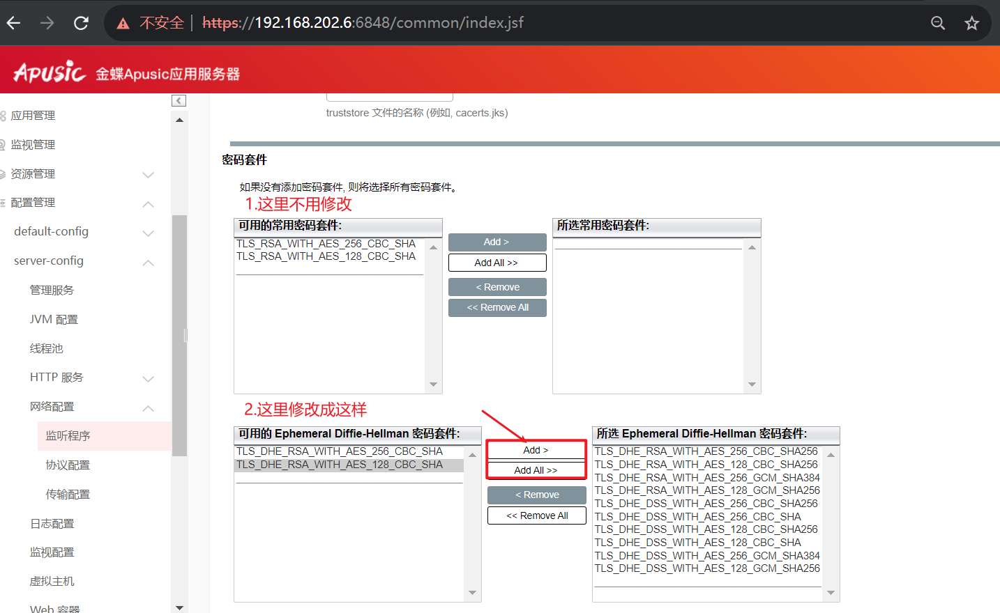 不安全 https://192.168.202.6:6848/common/index.jsf
APUSIC 金蝶Apusic应用服务器
应用管理
监视管理
资源管理
配置管理
default-config
server-config
管理服务
JVM 配置
线程池
HTTP 服务
网络配置
监听程序
协议配置
传输配置
日志配置
监视配置
虚拟主机
Web 容器
truststore 文件的名称 (例如, cacerts.jks)
密码套件
如果没有添加密码套件, 则将选择所有密码套件。
1.这里不用修改
可用的常用密码套件:
TLS_RSA_WITH_AES_256_CBC_SHA
TLS_RSA_WITH_AES_128_CBC_SHA
Add >
Add All >>
< Remove
<< Remove All
所选常用密码套件:
2.这里修改成这样
可用的 Ephemeral Diffie-Hellman 密码套件:
TLS_DHE_RSA_WITH_AES_256_CBC_SHA
TLS_DHE_RSA_WITH_AES_128_CBC_SHA
Add >
Add All >>
< Remove
<< Remove All
所选 Ephemeral Diffie-Hellman 密码套件:
TLS_DHE_RSA_WITH_AES_256_CBC_SHA256
TLS_DHE_RSA_WITH_AES_128_CBC_SHA256
TLS_DHE_RSA_WITH_AES_256_GCM_SHA384
TLS_DHE_RSA_WITH_AES_128_GCM_SHA256
TLS_DHE_DSS_WITH_AES_256_CBC_SHA256
TLS_DHE_DSS_WITH_AES_256_CBC_SHA
TLS_DHE_DSS_WITH_AES_128_CBC_SHA256
TLS_DHE_DSS_WITH_AES_128_CBC_SHA
TLS_DHE_DSS_WITH_AES_256_GCM_SHA384
TLS_DHE_DSS_WITH_AES_128_GCM_SHA256